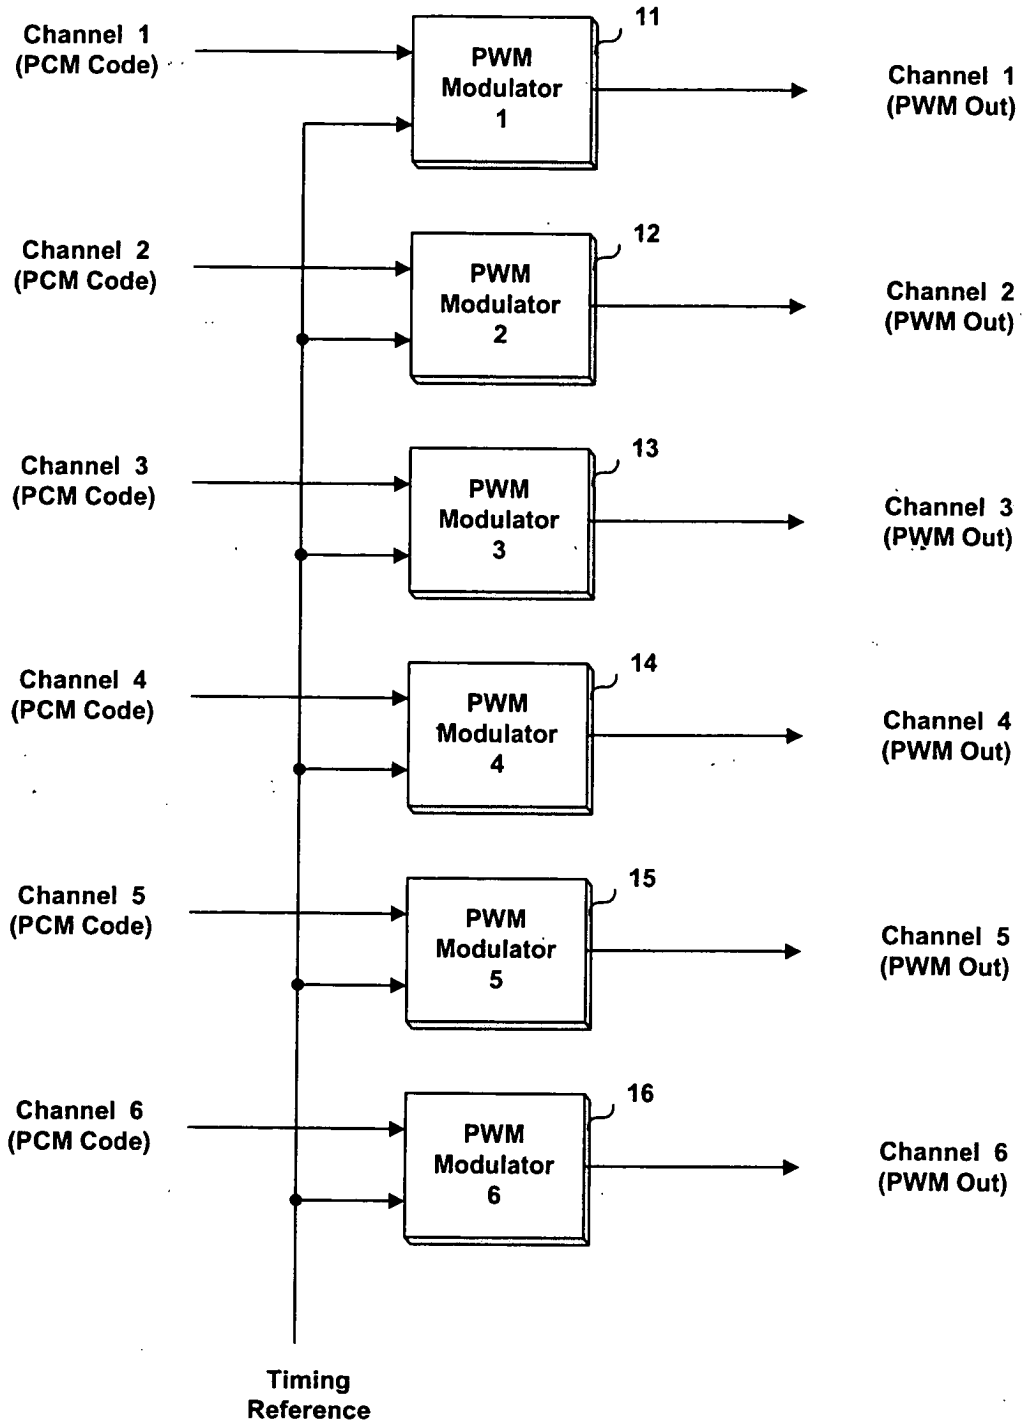 Channel 1
(PCM Code)
PWM
Modulator
1
11
Channel 1
(PWM Out)
Channel 2
(PCM Code)
PWM
Modulator
2
12
Channel 2
(PWM Out)
Channel 3
(PCM Code)
PWM
Modulator
3
13
Channel 3
(PWM Out)
Channel 4
(PCM Code)
PWM
Modulator
4
14
Channel 4
(PWM Out)
Channel 5
(PCM Code)
PWM
Modulator
5
15
Channel 5
(PWM Out)
Channel 6
(PCM Code)
PWM
Modulator
6
16
Channel 6
(PWM Out)
Timing
Reference